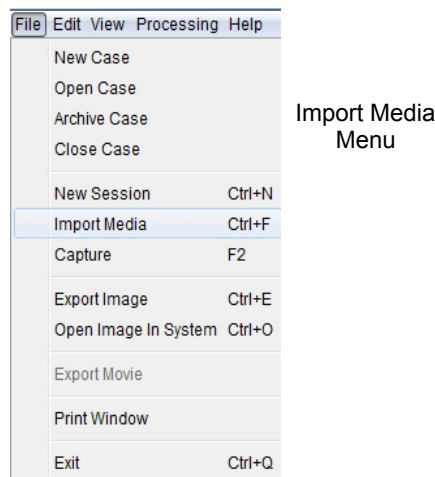 File Edit View Processing Help
New Case
Open Case
Archive Case
Close Case
New Session Ctrl+N
Import Media Ctrl+F
Capture F2
Export Image Ctrl+E
Open Image In System Ctrl+O
Export Movie
Print Window
Exit Ctrl+Q
Import Media
Menu